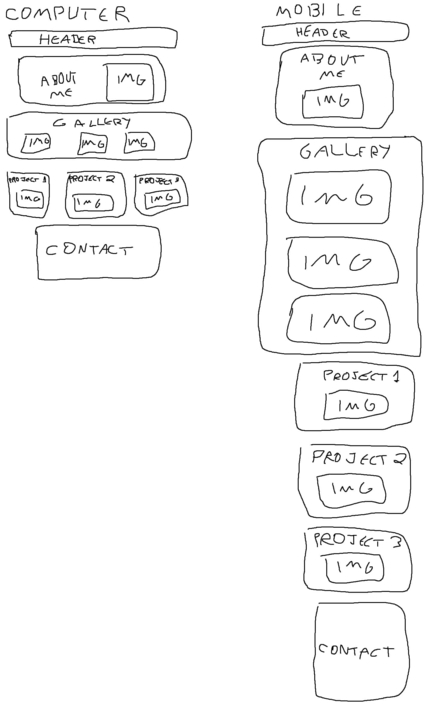 COMPUTER
HEADER
ABOUT
ME
IMG
GALLERY
IMG IMG IMG
PROJECT 1 PROJECT 2 PROJECT 3
IMG IMG IMG
CONTACT
MOBILE
HEADER
ABOUT
ME
IMG
GALLERY
IMG
IMG
IMG
PROJECT 1
IMG
PROJECT 2
IMG
PROJECT 3
IMG
CONTACT